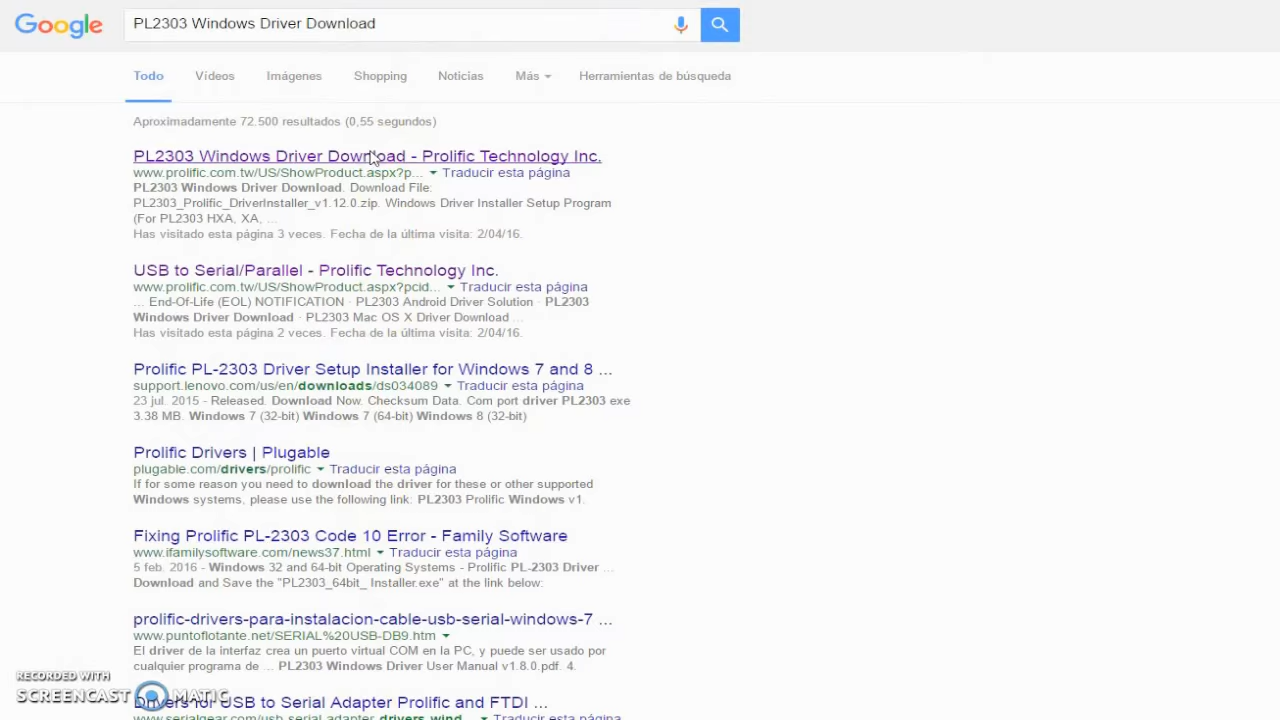 Google
PL2303 Windows Driver Download
Todo Vídeos Imágenes Shopping Noticias Más Herramientas de búsqueda
Aproximadamente 72.500 resultados (0,55 segundos)
PL2303 Windows Driver Download - Prolific Technology Inc.
www.prolific.com.tw/US/ShowProduct.aspx?p... Traducir esta página
PL2303 Windows Driver Download. Download File:
PL2303_Prolific_DriverInstaller_v1.12.0.zip. Windows Driver Installer Setup Program
(For PL2303 HXA, XA, ...
Has visitado esta página 3 veces. Fecha de la última visita: 2/04/16.
USB to Serial/Parallel - Prolific Technology Inc.
www.prolific.com.tw/US/ShowProduct.aspx?pcid... Traducir esta página
... End-Of-Life (EOL) NOTIFICATION · PL2303 Android Driver Solution · PL2303
Windows Driver Download · PL2303 Mac OS X Driver Download ...
Has visitado esta página 2 veces. Fecha de la última visita: 2/04/16.
Prolific PL-2303 Driver Setup Installer for Windows 7 and 8 ...
support.lenovo.com/us/en/downloads/ds034089 Traducir esta página
23 jul. 2015 - Released. Download Now. Checksum Data. Com port driver PL2303 exe
3.38 MB. Windows 7 (32-bit) Windows 7 (64-bit) Windows 8 (32-bit)
Prolific Drivers | Plugable
plugable.com/drivers/prolific Traducir esta página
If for some reason you need to download the driver for these or other supported
Windows systems, please use the following link: PL2303 Prolific Windows v1.
Fixing Prolific PL-2303 Code 10 Error - Family Software
www.ifamilysoftware.com/news37.html Traducir esta página
5 feb. 2016 - Windows 32 and 64-bit Operating Systems - Prolific PL-2303 Driver ...
Download and Save the "PL2303_64bit_ Installer.exe" at the link below:
prolific-drivers-para-instalacion-cable-usb-serial-windows-7 ...
www.puntoflotante.net/SERIAL%20USB-DB9.htm
El driver de la interfaz crea un puerto virtual COM en la PC, y puede ser usado por
cualquier programa de ... PL2303 Windows Driver User Manual v1.8.0.pdf. 4.
RECORDED WITH
SCREENCAST MATIC
Drivers for USB to Serial Adapter Prolific and FTDI ...
www.serialgear.com/usb-serial-adapter-drivers.wind... Traducir esta página